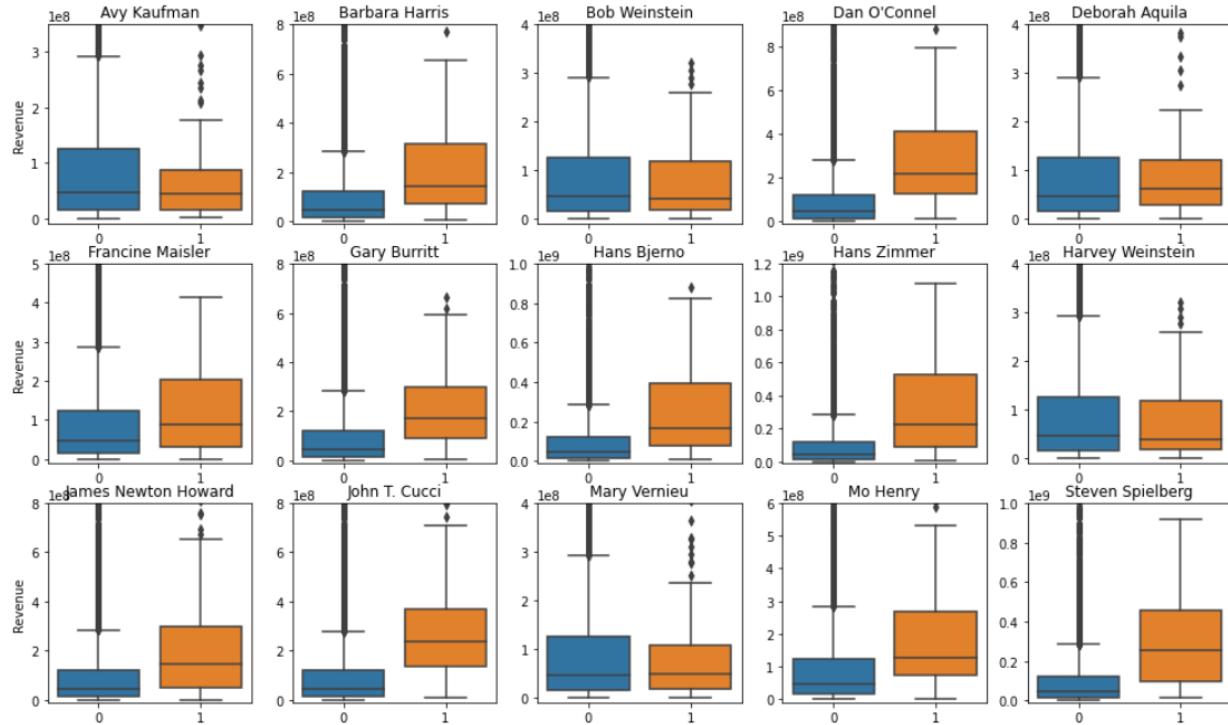 Avy Kaufman
Barbara Harris
Bob Weinstein
Dan O'Connel
Deborah Aquila
1e8
1e8
1e8
1e8
1e8
Revenue
3
2
1
0
8
6
4
2
0
4
3
2
1
0
8
6
4
2
0
4
3
2
1
0
0 1
0 1
0 1
0 1
0 1
Francine Maisler
Gary Burritt
Hans Bjerno
Hans Zimmer
Harvey Weinstein
1e8
1e8
1e9
1e9
1e8
Revenue
5
4
3
2
1
0
8
6
4
2
0
1.0
0.8
0.6
0.4
0.2
0.0
1.2
1.0
0.8
0.6
0.4
0.2
0.0
4
3
2
1
0
0 1
0 1
0 1
0 1
0 1
James Newton Howard
John T. Cucci
Mary Vernieu
Mo Henry
Steven Spielberg
1e8
1e8
1e8
1e8
1e9
Revenue
8
6
4
2
0
8
6
4
2
0
4
3
2
1
0
6
5
4
3
2
1
0
1.0
0.8
0.6
0.4
0.2
0.0
0 1
0 1
0 1
0 1
0 1